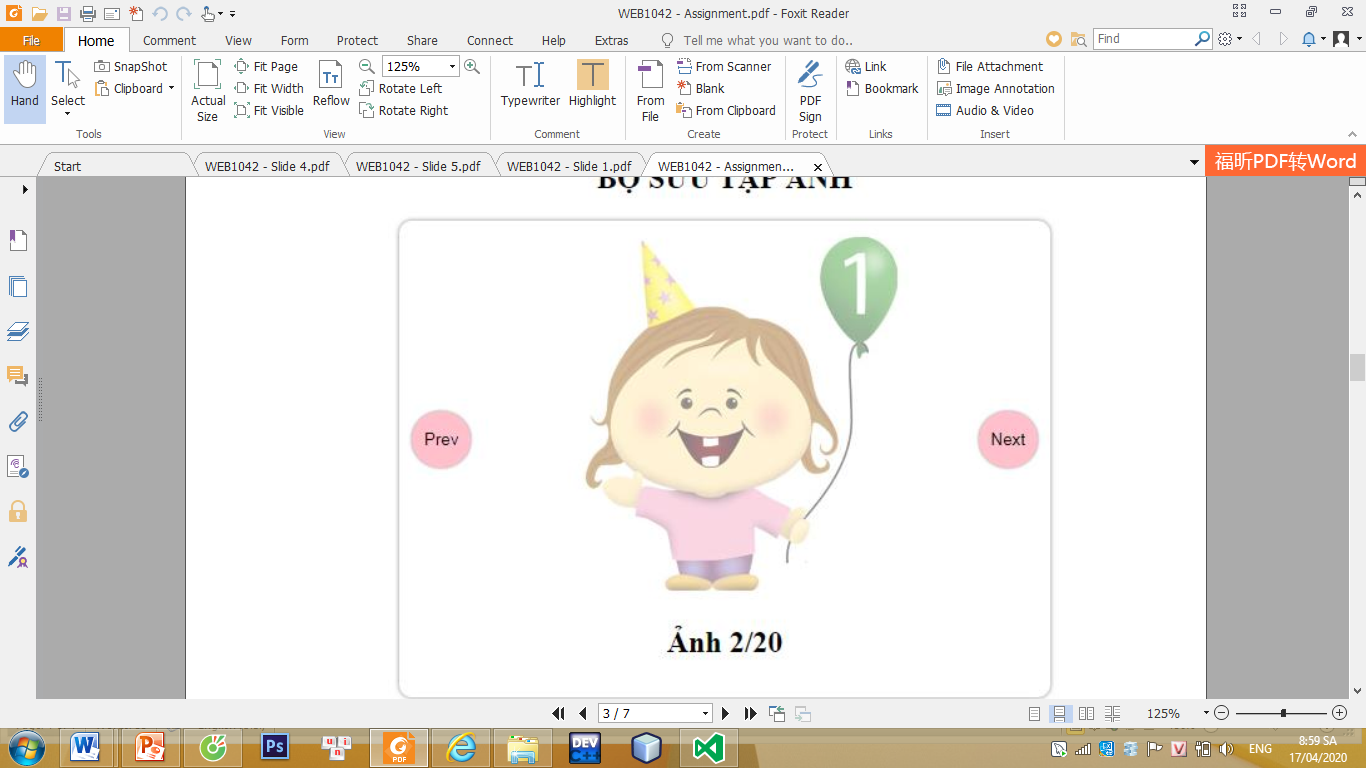 WEB1042 - Assignment.pdf - Foxit Reader
File Home Comment View Form Protect Share Connect Help Extras Tell me what you want to do.. Find
Hand
Select
SnapShot
Clipboard
Tools
Actual Size
Fit Page
Fit Width
Fit Visible
Reflow
125%
Rotate Left
Rotate Right
View
Typewriter
Highlight
Comment
From File
From Scanner
Blank
From Clipboard
Create
PDF Sign
Protect
Link
Bookmark
Links
File Attachment
Image Annotation
Audio & Video
Insert
Start WEB1042 - Slide 4.pdf WEB1042 - Slide 5.pdf WEB1042 - Slide 1.pdf WEB1042 - Assignmen... 福昕PDF转Word
BỘ SƯU TẬP ẢNH
1
Prev
Next
Ảnh 2/20
3 / 7
125%
ENG
8:59 SA
17/04/2020